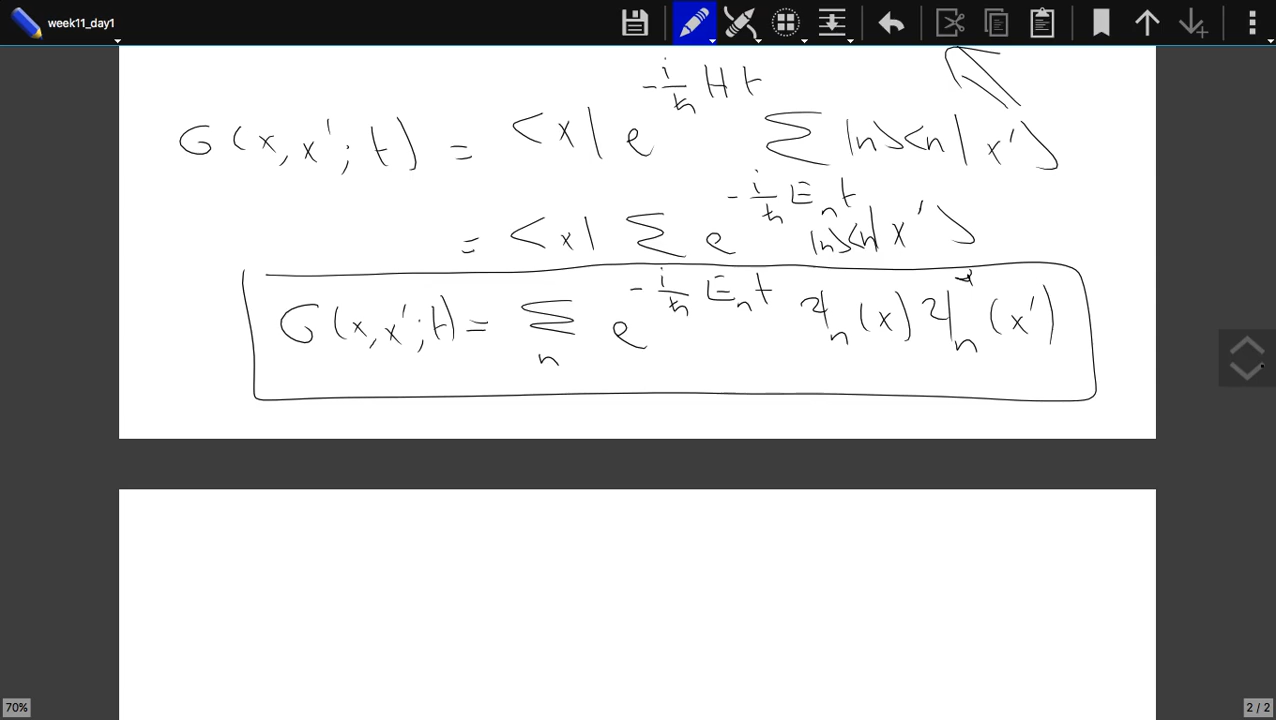 week11_day1
G(x, x'; t) = <x| e^{-i/ħ Ht} Σ |n><n|x'>
= <x| Σ e^{-i/ħ E_n t} |n><n|x'>
G(x, x'; t) = Σ_n e^{-i/ħ E_n t} ψ_n(x) ψ_n^*(x')
70%
2 / 2